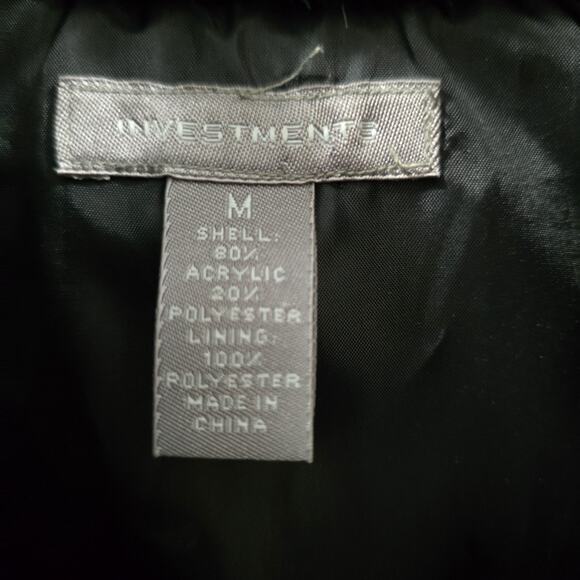 INVESTMENTS
M
SHELL:
80%
ACRYLIC
20%
POLYESTER
LINING:
100%
POLYESTER
MADE IN
CHINA